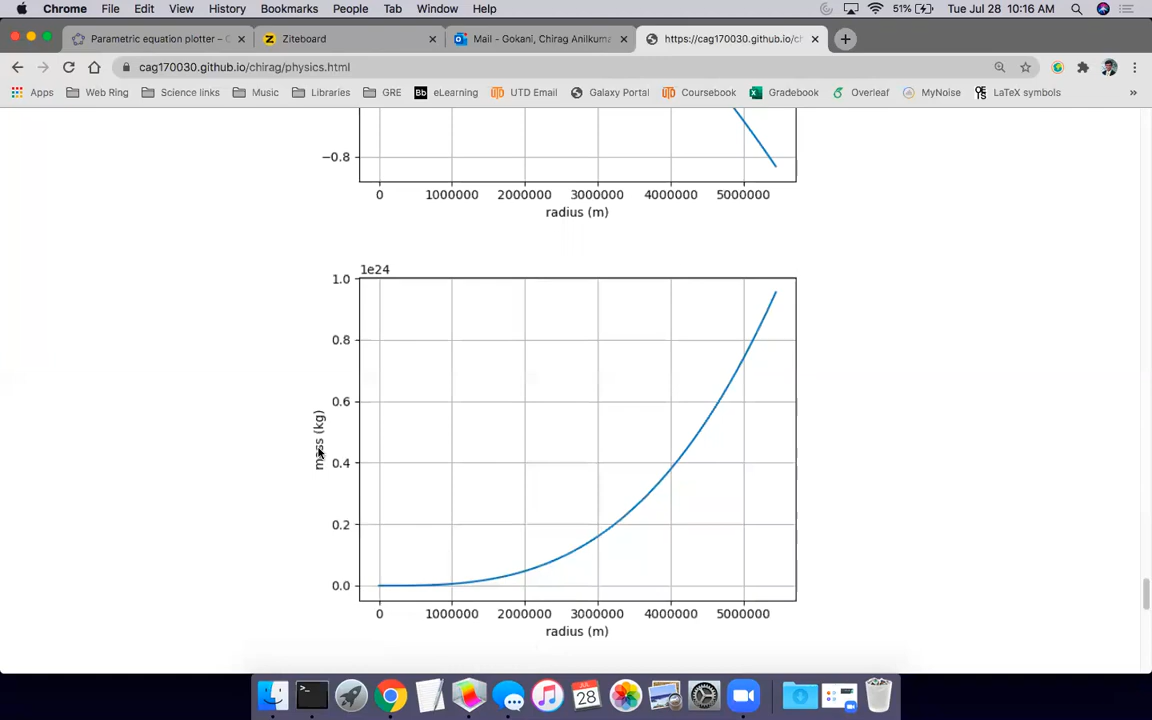 Chrome File Edit View History Bookmarks People Tab Window Help 51% Tue Jul 28 10:16 AM
Parametric equation plotter – Ziteboard Mail - Gokani, Chirag Anilkuma https://cag170030.github.io/ch
cag170030.github.io/chirag/physics.html
Apps Web Ring Science links Music Libraries GRE Bb eLearning UTD Email Galaxy Portal Coursebook Gradebook Overleaf MyNoise LaTeX symbols »
−0.8
0 1000000 2000000 3000000 4000000 5000000
radius (m)
1e24
1.0
0.8
0.6
mass (kg)
0.4
0.2
0.0
0 1000000 2000000 3000000 4000000 5000000
radius (m)
JUL
28